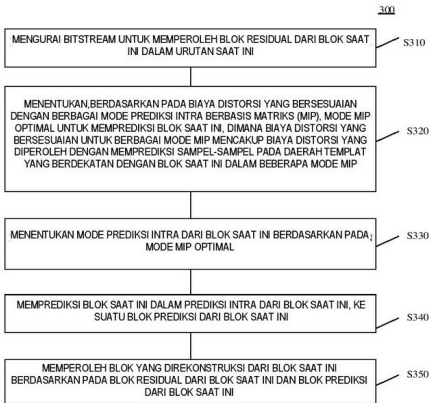 300
MENGURAI BITSTREAM UNTUK MEMPEROLEH BLOK RESIDUAL DARI BLOK SAAT
INI DALAM URUTAN SAAT INI
S310
MENENTUKAN,BERDASARKAN PADA BIAYA DISTORSI YANG BERSESUAIAN
DENGAN BERBAGAI MODE PREDIKSI INTRA BERBASIS MATRIKS (MIP), MODE MIP
OPTIMAL UNTUK MEMPREDIKSI BLOK SAAT INI, DIMANA BIAYA DISTORSI YANG
BERSESUAIAN UNTUK BERBAGAI MODE MIP MENCAKUP BIAYA DISTORSI YANG
DIPEROLEH DENGAN MEMPREDIKSI SAMPEL-SAMPEL PADA DAERAH TEMPLAT
YANG BERDEKATAN DENGAN BLOK SAAT INI DALAM BEBERAPA MODE MIP
S320
MENENTUKAN MODE PREDIKSI INTRA DARI BLOK SAAT INI BERDASARKAN PADA
MODE MIP OPTIMAL
S330
MEMPREDIKSI BLOK SAAT INI DALAM PREDIKSI INTRA DARI BLOK SAAT INI, KE
SUATU BLOK PREDIKSI DARI BLOK SAAT INI
S340
MEMPEROLEH BLOK YANG DIREKONSTRUKSI DARI BLOK SAAT INI
BERDASARKAN PADA BLOK RESIDUAL DARI BLOK SAAT INI DAN BLOK PREDIKSI
DARI BLOK SAAT INI
S350